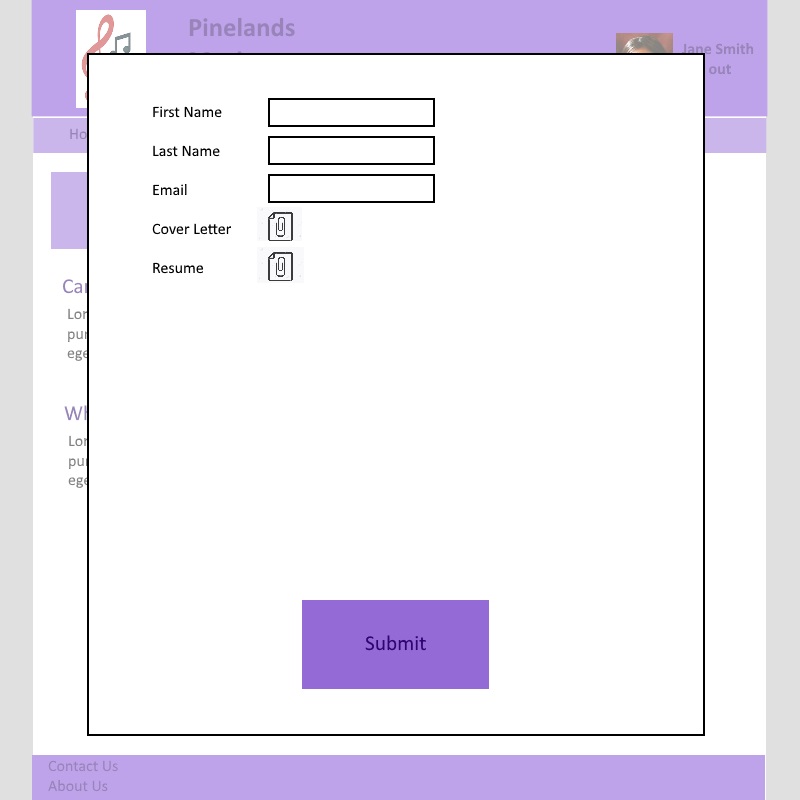 Pinelands
Jane Smith
out
Ho
First Name
Last Name
Email
Cover Letter
Resume
Car
Lor
pur
ege
Wh
Lor
pur
ege
Submit
Contact Us
About Us